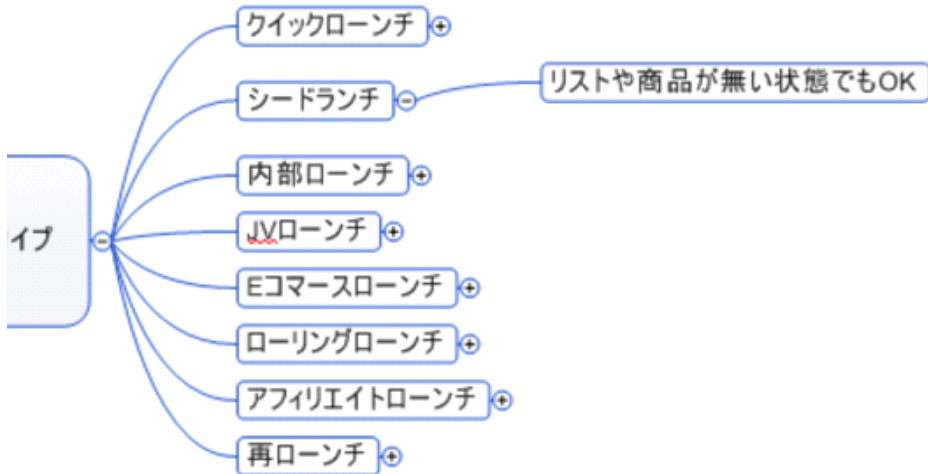 クイックローンチ
シードランチ
リストや商品が無い状態でもOK
内部ローンチ
JVローンチ
イプ
Eコマースローンチ
ローリングローンチ
アフィリエイトローンチ
再ローンチ